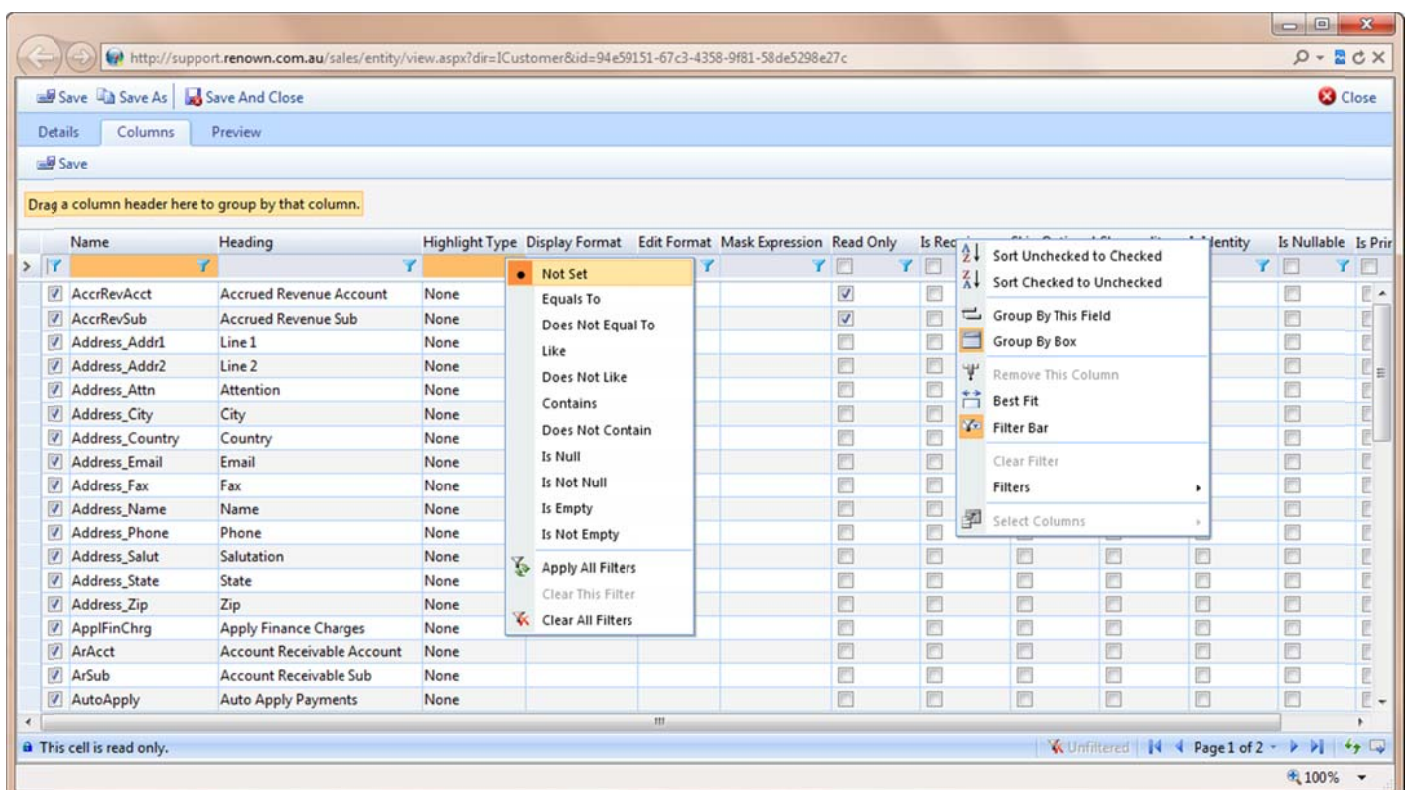 http://support.renown.com.au/sales/entity/view.aspx?dir=ICustomer&id=94e59151-67c3-4358-9f81-58de5298e27c
Save Save As Save And Close Close
Details Columns Preview
Save
Drag a column header here to group by that column.
Name Heading Highlight Type Display Format Edit Format Mask Expression Read Only Is Identity Is Nullable Is Prim
AccrRevAcct Accrued Revenue Account None
AccrRevSub Accrued Revenue Sub None
Address_Addr1 Line 1 None
Address_Addr2 Line 2 None
Address_Attn Attention None
Address_City City None
Address_Country Country None
Address_Email Email None
Address_Fax Fax None
Address_Name Name None
Address_Phone Phone None
Address_Salut Salutation None
Address_State State None
Address_Zip Zip None
ApplFinChrg Apply Finance Charges None
ArAcct Account Receivable Account None
ArSub Account Receivable Sub None
AutoApply Auto Apply Payments None
Not Set
Equals To
Does Not Equal To
Like
Does Not Like
Contains
Does Not Contain
Is Null
Is Not Null
Is Empty
Is Not Empty
Apply All Filters
Clear This Filter
Clear All Filters
Sort Unchecked to Checked
Sort Checked to Unchecked
Group By This Field
Group By Box
Remove This Column
Best Fit
Filter Bar
Clear Filter
Filters
Select Columns
This cell is read only. Unfiltered Page 1 of 2
100%